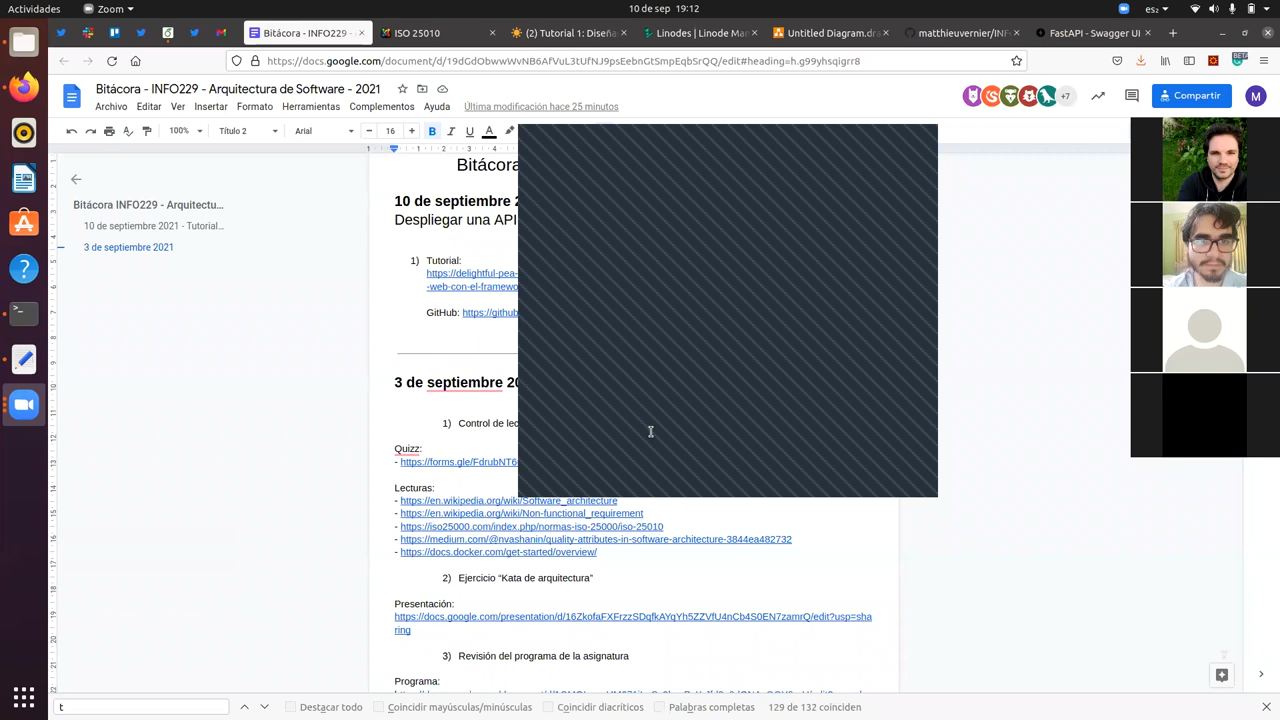 Actividades
Zoom
10 de sep 19:12
es2
Bitácora - INFO229 - 
ISO 25010
(2) Tutorial 1: Diseña
Linodes | Linode Man
Untitled Diagram.dra
matthieuvernier/INF
FastAPI - Swagger UI
https://docs.google.com/document/d/19dGdObwwWvNB6AfVuL3tUfNJ9psEebnGtSmpEqbSrQQ/edit#heading=h.g99yhsqigrr8
BETA
Bitácora - INFO229 - Arquitectura de Software - 2021
Archivo Editar Ver Insertar Formato Herramientas Complementos Ayuda Última modificación hace 25 minutos
+7
Compartir
M
100% Título 2 Arial 16 B I U A
Bitácora
Bitácora INFO229 - Arquitectu...
10 de septiembre 2021 - Tutorial...
3 de septiembre 2021
10 de septiembre 2
Despliegar una API
1) Tutorial:
https://delightful-pea-
-web-con-el-framewo
GitHub: https://github
3 de septiembre 20
1) Control de lec
Quizz:
- https://forms.gle/FdrubNT6
Lecturas:
- https://en.wikipedia.org/wiki/Software_architecture
- https://en.wikipedia.org/wiki/Non-functional_requirement
- https://iso25000.com/index.php/normas-iso-25000/iso-25010
- https://medium.com/@nvashanin/quality-attributes-in-software-architecture-3844ea482732
- https://docs.docker.com/get-started/overview/
2) Ejercicio “Kata de arquitectura”
Presentación:
https://docs.google.com/presentation/d/16ZkofaFXFrzzSDqfkAYqYh5ZZVfU4nCb4S0EN7zamrQ/edit?usp=sha
ring
3) Revisión del programa de la asignatura
Programa:
t
Destacar todo
Coincidir mayúsculas/minúsculas
Coincidir diacríticos
Palabras completas
129 de 132 coinciden